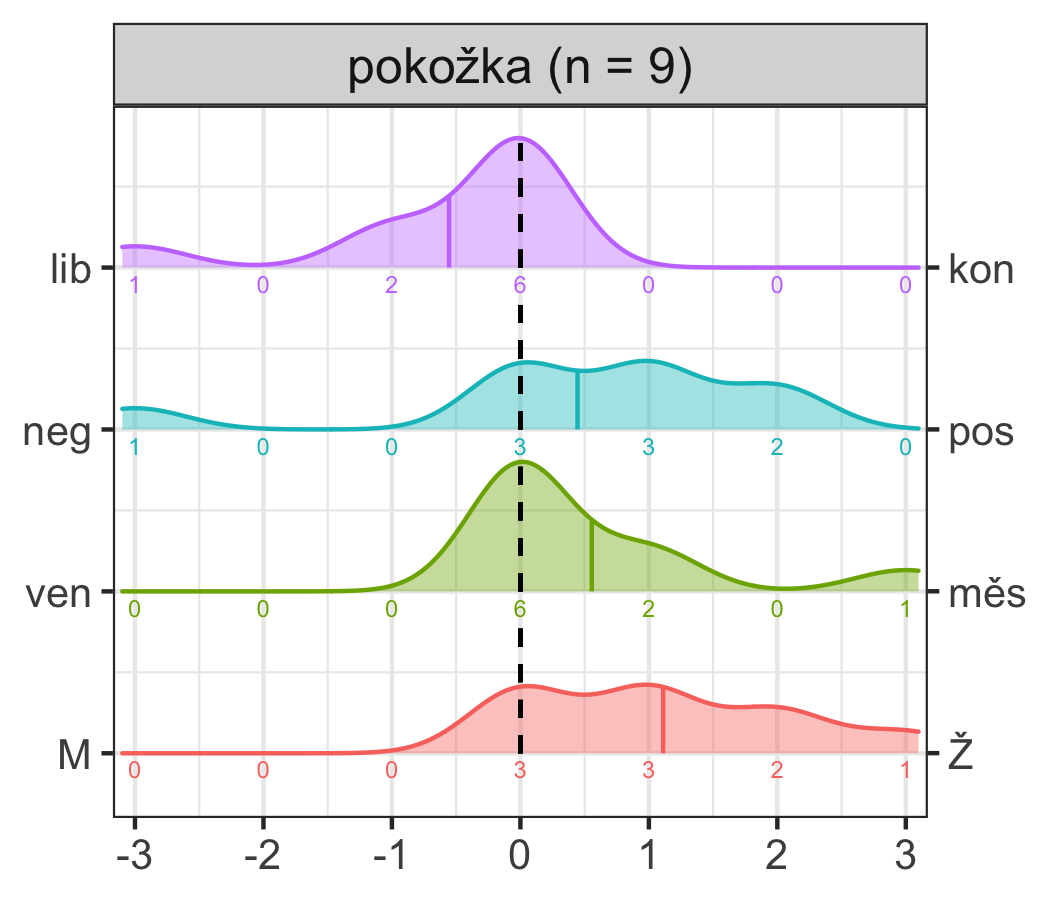 pokožka (n = 9)
lib kon
1 0 2 6 0 0 0
neg pos
1 0 0 3 3 2 0
ven měs
0 0 0 6 2 0 1
M Ž
0 0 0 3 3 2 1
-3 -2 -1 0 1 2 3